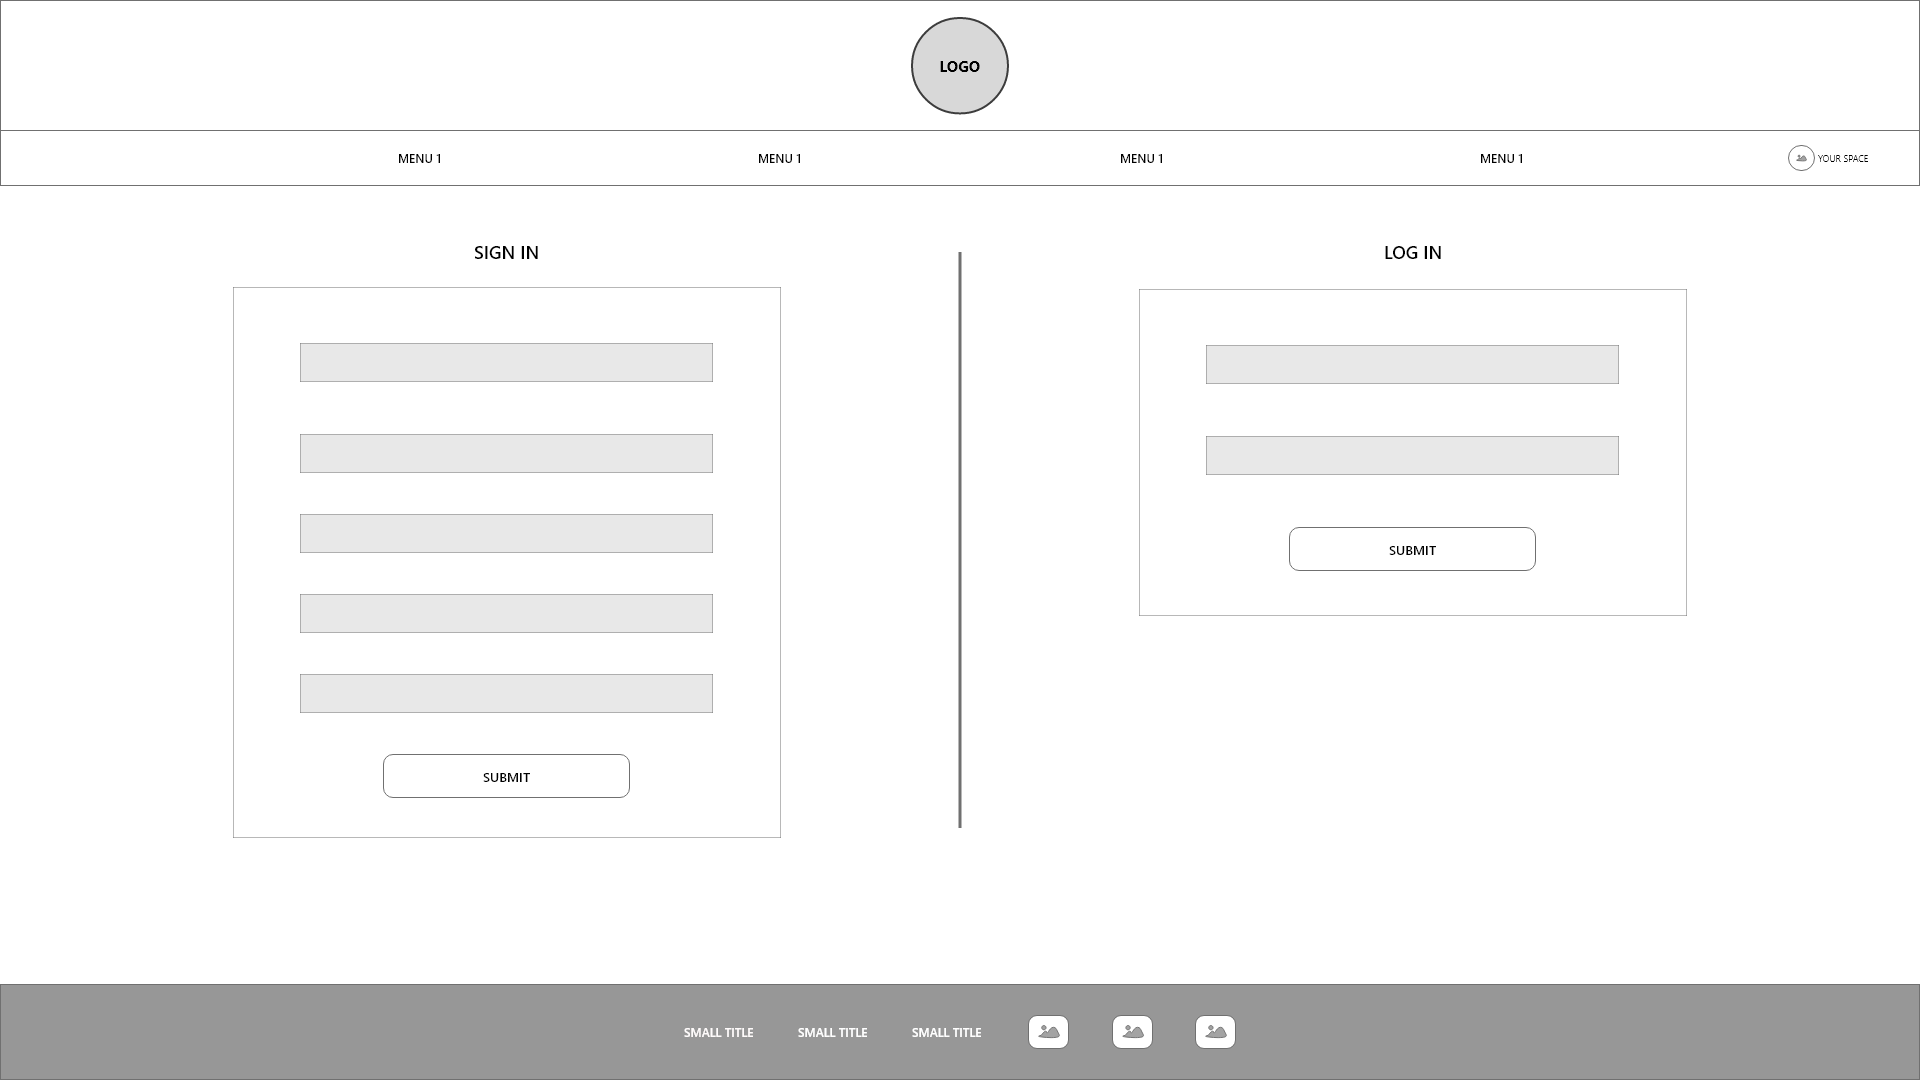 LOGO
MENU 1 MENU 1 MENU 1 MENU 1 YOUR SPACE
SIGN IN
SUBMIT
LOG IN
SUBMIT
SMALL TITLE SMALL TITLE SMALL TITLE